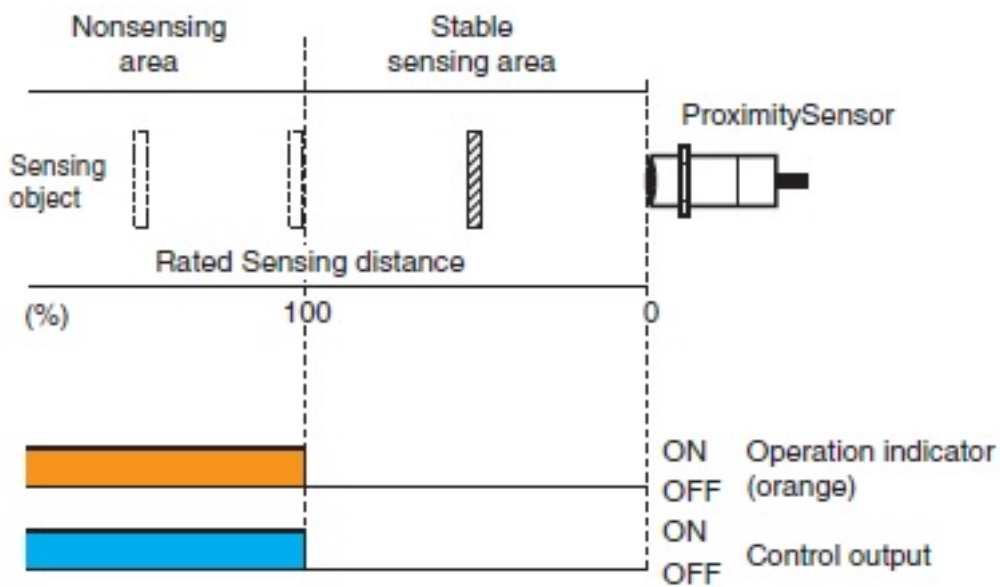 Nonsensing
area
Stable
sensing area
ProximitySensor
Sensing
object
Rated Sensing distance
(%)
100
0
ON
OFF
Operation indicator
(orange)
ON
OFF
Control output